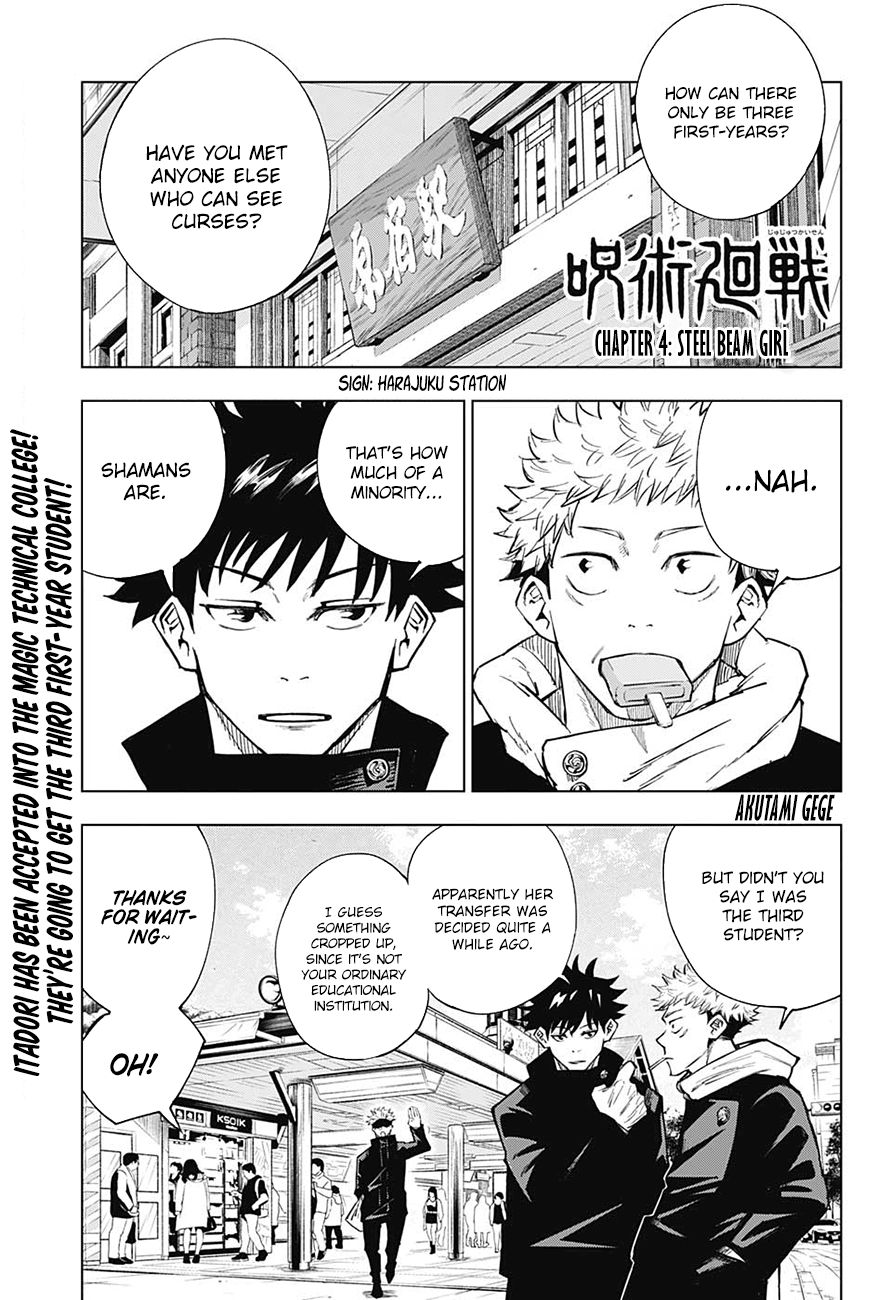 HOW CAN THERE
ONLY BE THREE
FIRST-YEARS?
HAVE YOU MET
ANYONE ELSE
WHO CAN SEE
CURSES?
原宿駅
じゅじゅつかいせん
呪術廻戦
CHAPTER 4: STEEL BEAM GIRL
SIGN: HARAJUKU STATION
...NAH.
THAT'S HOW
MUCH OF A
MINORITY...
SHAMANS
ARE.
AKUTAMI GEGE
ITADORI HAS BEEN ACCEPTED INTO THE MAGIC TECHNICAL COLLEGE!
THEY'RE GOING TO GET THE THIRD FIRST-YEAR STUDENT!
BUT DIDN'T YOU
SAY I WAS
THE THIRD
STUDENT?
APPARENTLY HER
TRANSFER WAS
DECIDED QUITE A
WHILE AGO.
I GUESS
SOMETHING
CROPPED UP,
SINCE IT'S NOT
YOUR ORDINARY
EDUCATIONAL
INSTITUTION.
THANKS
FOR WAIT-
ING~
OH!
KSOIK